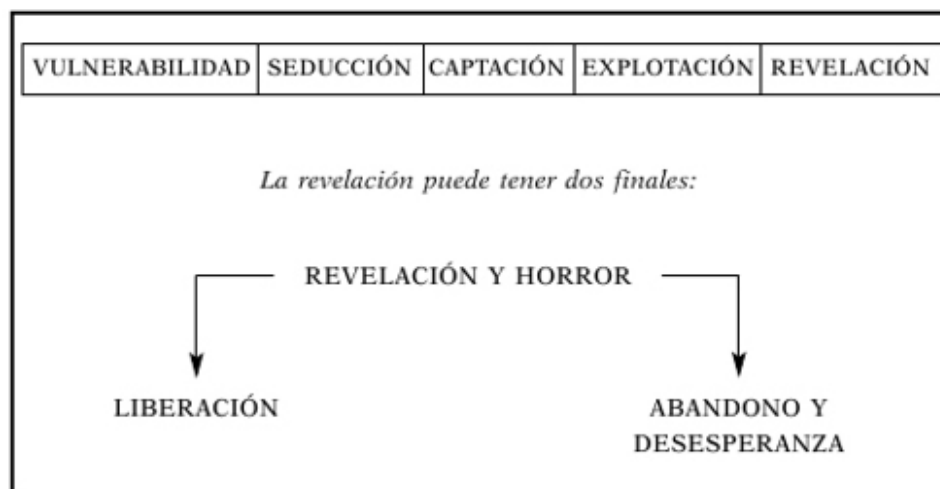 VULNERABILIDAD SEDUCCIÓN CAPTACIÓN EXPLOTACIÓN REVELACIÓN
La revelación puede tener dos finales:
REVELACIÓN Y HORROR
LIBERACIÓN
ABANDONO Y
DESESPERANZA